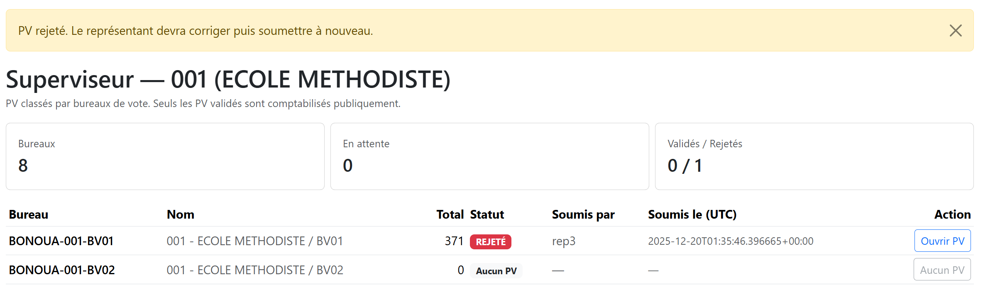 PV rejeté. Le représentant devra corriger puis soumettre à nouveau.
Superviseur — 001 (ECOLE METHODISTE)
PV classés par bureaux de vote. Seuls les PV validés sont comptabilisés publiquement.
Bureaux
8
En attente
0
Validés / Rejetés
0 / 1
Bureau Nom Total Statut Soumis par Soumis le (UTC) Action
BONOUA-001-BV01 001 - ECOLE METHODISTE / BV01 371 REJETÉ rep3 2025-12-20T01:35:46.396665+00:00 Ouvrir PV
BONOUA-001-BV02 001 - ECOLE METHODISTE / BV02 0 Aucun PV — — Aucun PV